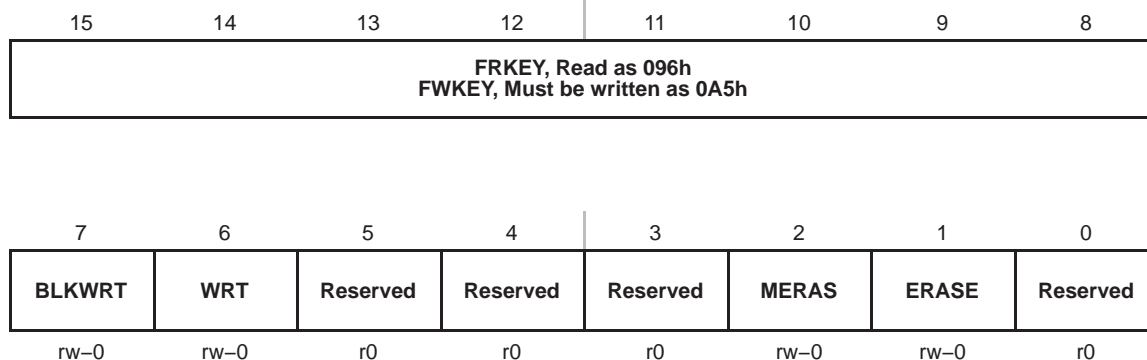 15 14 13 12 11 10 9 8
FRKEY, Read as 096h
FWKEY, Must be written as 0A5h
7 6 5 4 3 2 1 0
BLKWRT WRT Reserved Reserved Reserved MERAS ERASE Reserved
rw−0 rw−0 r0 r0 r0 rw−0 rw−0 r0